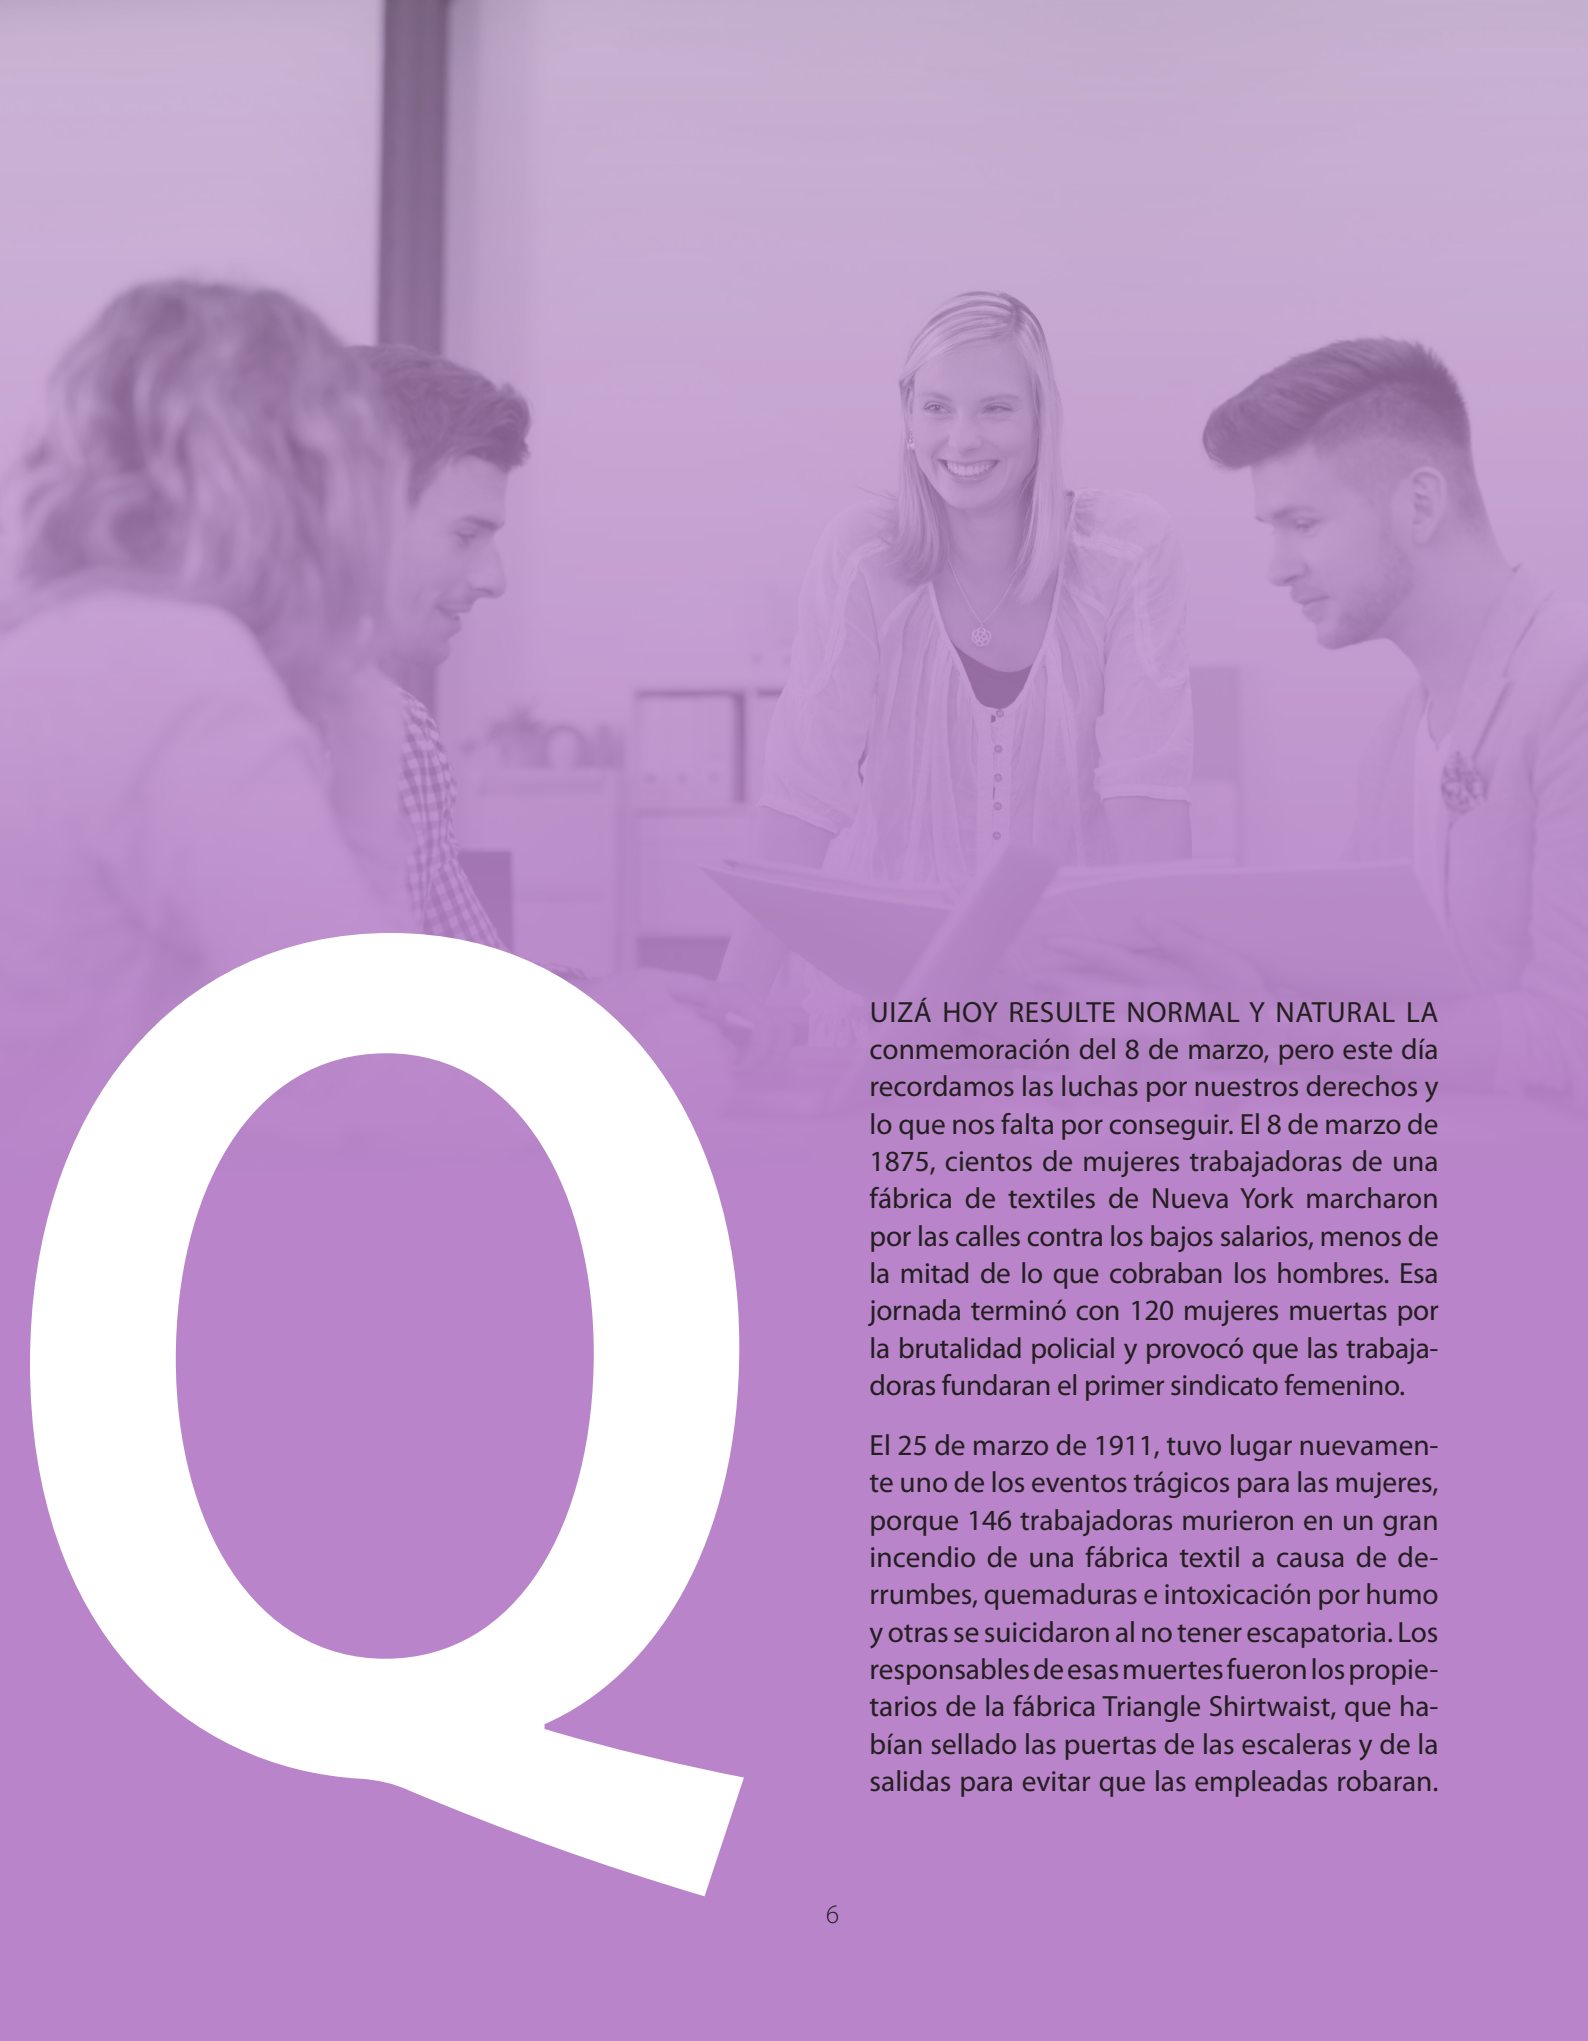 Q
UIZÁ HOY RESULTE NORMAL Y NATURAL LA
conmemoración del 8 de marzo, pero este día
recordamos las luchas por nuestros derechos y
lo que nos falta por conseguir. El 8 de marzo de
1875, cientos de mujeres trabajadoras de una
fábrica de textiles de Nueva York marcharon
por las calles contra los bajos salarios, menos de
la mitad de lo que cobraban los hombres. Esa
jornada terminó con 120 mujeres muertas por
la brutalidad policial y provocó que las trabaja-
doras fundaran el primer sindicato femenino.
El 25 de marzo de 1911, tuvo lugar nuevamen-
te uno de los eventos trágicos para las mujeres,
porque 146 trabajadoras murieron en un gran
incendio de una fábrica textil a causa de de-
rrumbes, quemaduras e intoxicación por humo
y otras se suicidaron al no tener escapatoria. Los
responsables de esas muertes fueron los propie-
tarios de la fábrica Triangle Shirtwaist, que ha-
bían sellado las puertas de las escaleras y de la
salidas para evitar que las empleadas robaran.
6